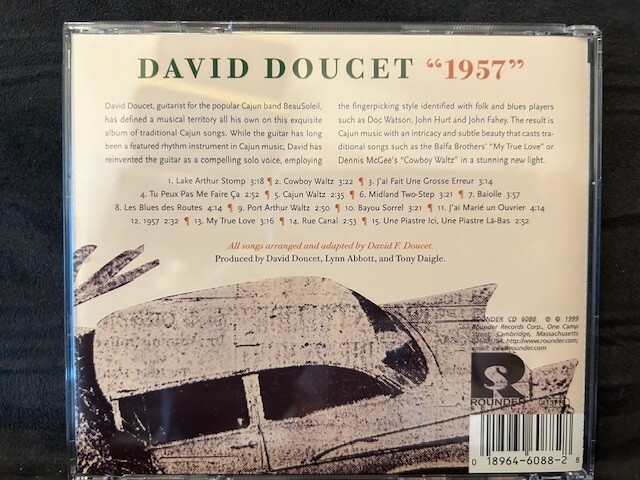 DAVID DOUCET “1957”
David Doucet, guitarist for the popular Cajun band BeauSoleil,
has defined a musical territory all his own on this exquisite
album of traditional Cajun songs. While the guitar has long
been a featured rhythm instrument in Cajun music, David has
reinvented the guitar as a compelling solo voice, employing
the fingerpicking style identified with folk and blues players
such as Doc Watson, John Hurt and John Fahey. The result is
Cajun music with an intricacy and subtle beauty that casts tra-
ditional songs such as the Balfa Brothers' “My True Love” or
Dennis McGee's “Cowboy Waltz” in a stunning new light.
1. Lake Arthur Stomp 3:18 ¶ 2. Cowboy Waltz 3:22 ¶ 3. J'ai Fait Une Grosse Erreur 3:14
4. Tu Peux Pas Me Faire Ça 2:52 ¶ 5. Cajun Waltz 2:35 ¶ 6. Midland Two-Step 3:21 ¶ 7. Baiolle 3:57
8. Les Blues des Routes 4:14 ¶ 9. Port Arthur Waltz 2:50 ¶ 10. Bayou Sorrel 3:21 ¶ 11. J'ai Marié un Ouvrier 4:14
12. 1957 2:32 ¶ 13. My True Love 3:16 ¶ 14. Rue Canal 2:53 ¶ 15. Une Piastre Ici, Une Piastre Là-Bas 2:52
All songs arranged and adapted by David F. Doucet.
Produced by David Doucet, Lynn Abbott, and Tony Daigle.
ROUNDER CD 6088 ℗ © 1999
Rounder Records Corp., One Camp
Street, Cambridge, Massachusetts
02140 USA. http://www.rounder.com;
email: info@rounder.com
ROUNDER
0 18964-6088-2 8